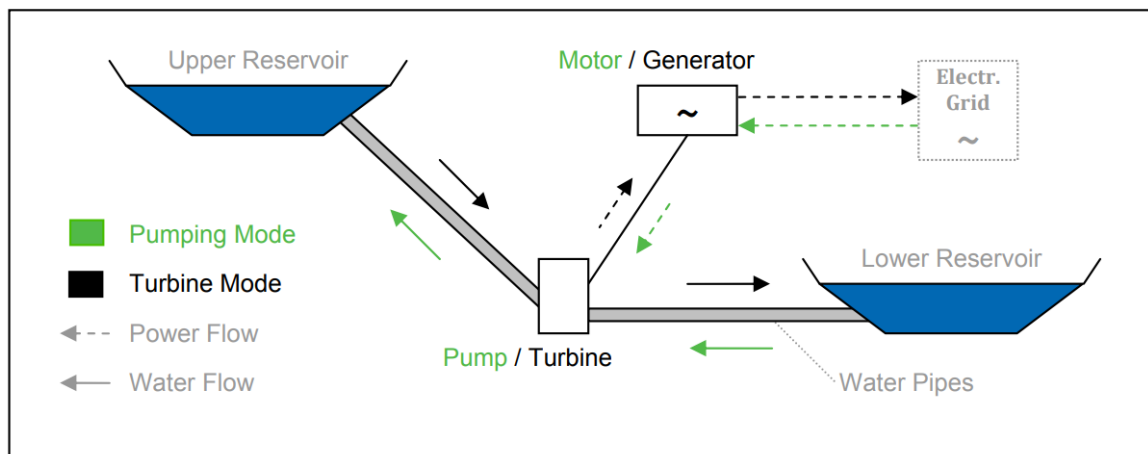 Upper Reservoir
Motor / Generator
Electr.
Grid
~
~
Pumping Mode
Turbine Mode
Power Flow
Water Flow
Lower Reservoir
Pump / Turbine
Water Pipes